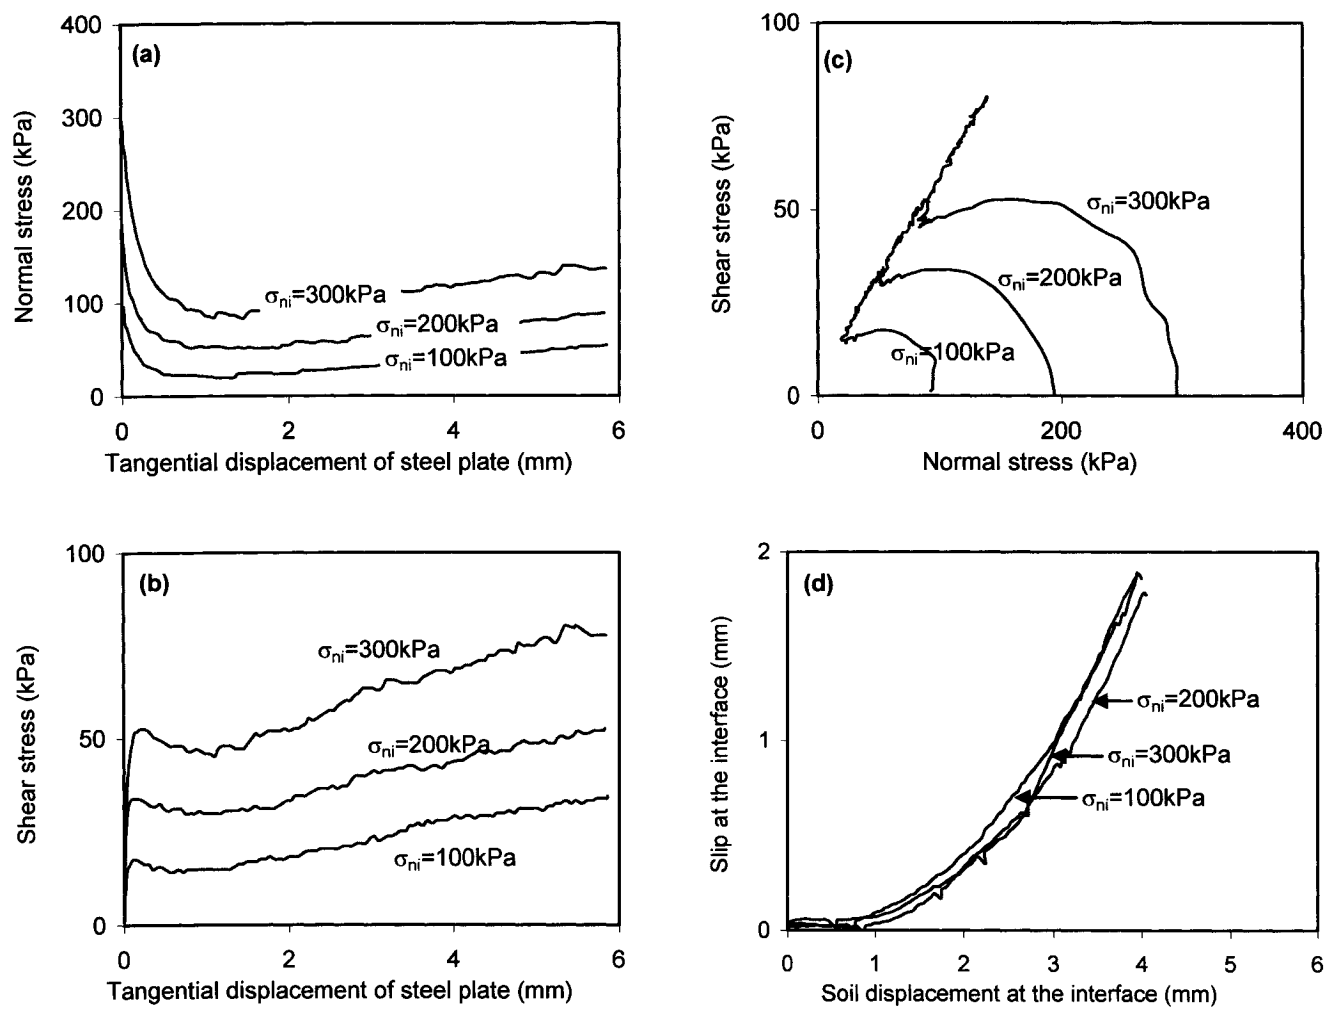 (a)
Normal stress (kPa)
400
300
200
100
0
σni=300kPa
σni=200kPa
σni=100kPa
0 2 4 6
Tangential displacement of steel plate (mm)
(c)
Shear stress (kPa)
100
50
0
σni=300kPa
σni=200kPa
σni=100kPa
0 200 400
Normal stress (kPa)
(b)
Shear stress (kPa)
100
50
0
σni=300kPa
σni=200kPa
σni=100kPa
0 2 4 6
Tangential displacement of steel plate (mm)
(d)
Slip at the interface (mm)
2
1
0
σni=200kPa
σni=300kPa
σni=100kPa
0 1 2 3 4 5 6
Soil displacement at the interface (mm)